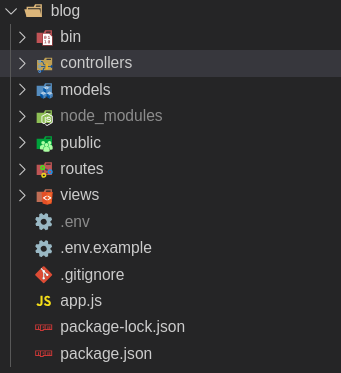 blog
bin
controllers
models
node_modules
public
routes
views
.env
.env.example
.gitignore
JS app.js
package-lock.json
package.json